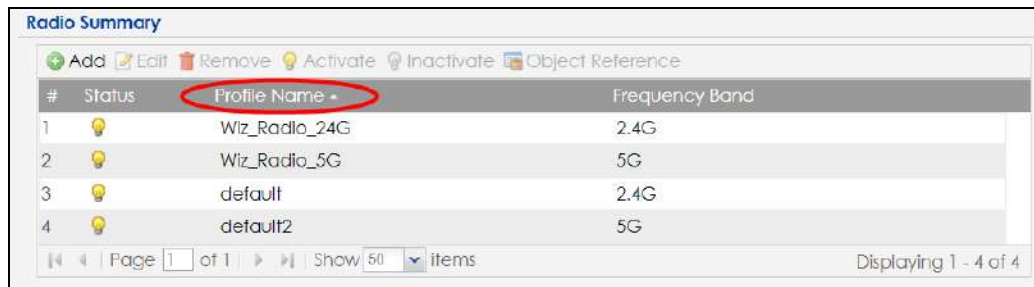 Radio Summary
Add Edit Remove Activate Inactivate Object Reference
# Status Profile Name Frequency Band
1 Wiz_Radio_24G 2.4G
2 Wiz_Radio_5G 5G
3 default 2.4G
4 default2 5G
Page 1 of 1 Show 50 items Displaying 1 - 4 of 4